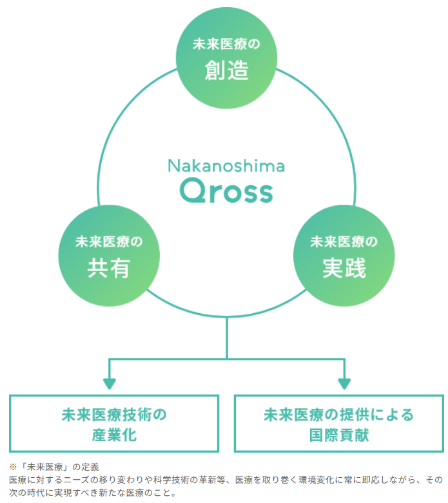 未来医療の
創造
Nakanoshima
Qross
未来医療の
共有
未来医療の
実践
未来医療技術の
産業化
未来医療の提供による
国際貢献
※「未来医療」の定義
医療に対するニーズの移り変わりや科学技術の革新等、医療を取り巻く環境変化に常に即応しながら、その
次の時代に実現すべき新たな医療のこと。